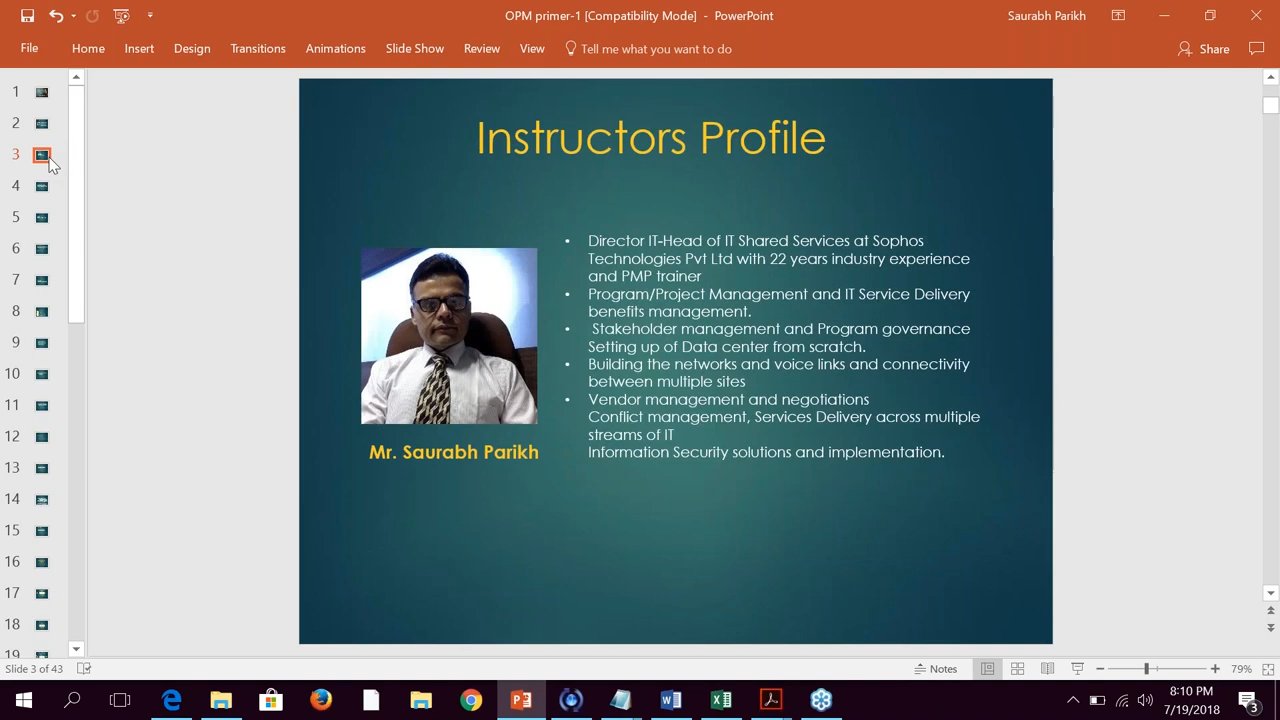 OPM primer-1 [Compatibility Mode] - PowerPoint
Saurabh Parikh
File Home Insert Design Transitions Animations Slide Show Review View Tell me what you want to do Share
1
2
3
4
5
6
7
8
9
10
11
12
13
14
15
16
17
18
19
Instructors Profile
• Director IT-Head of IT Shared Services at Sophos
Technologies Pvt Ltd with 22 years industry experience
and PMP trainer
• Program/Project Management and IT Service Delivery
benefits management.
• Stakeholder management and Program governance
Setting up of Data center from scratch.
• Building the networks and voice links and connectivity
between multiple sites
• Vendor management and negotiations
Conflict management, Services Delivery across multiple
streams of IT
Information Security solutions and implementation.
Mr. Saurabh Parikh
Slide 3 of 43
Notes
79%
8:10 PM
7/19/2018
3